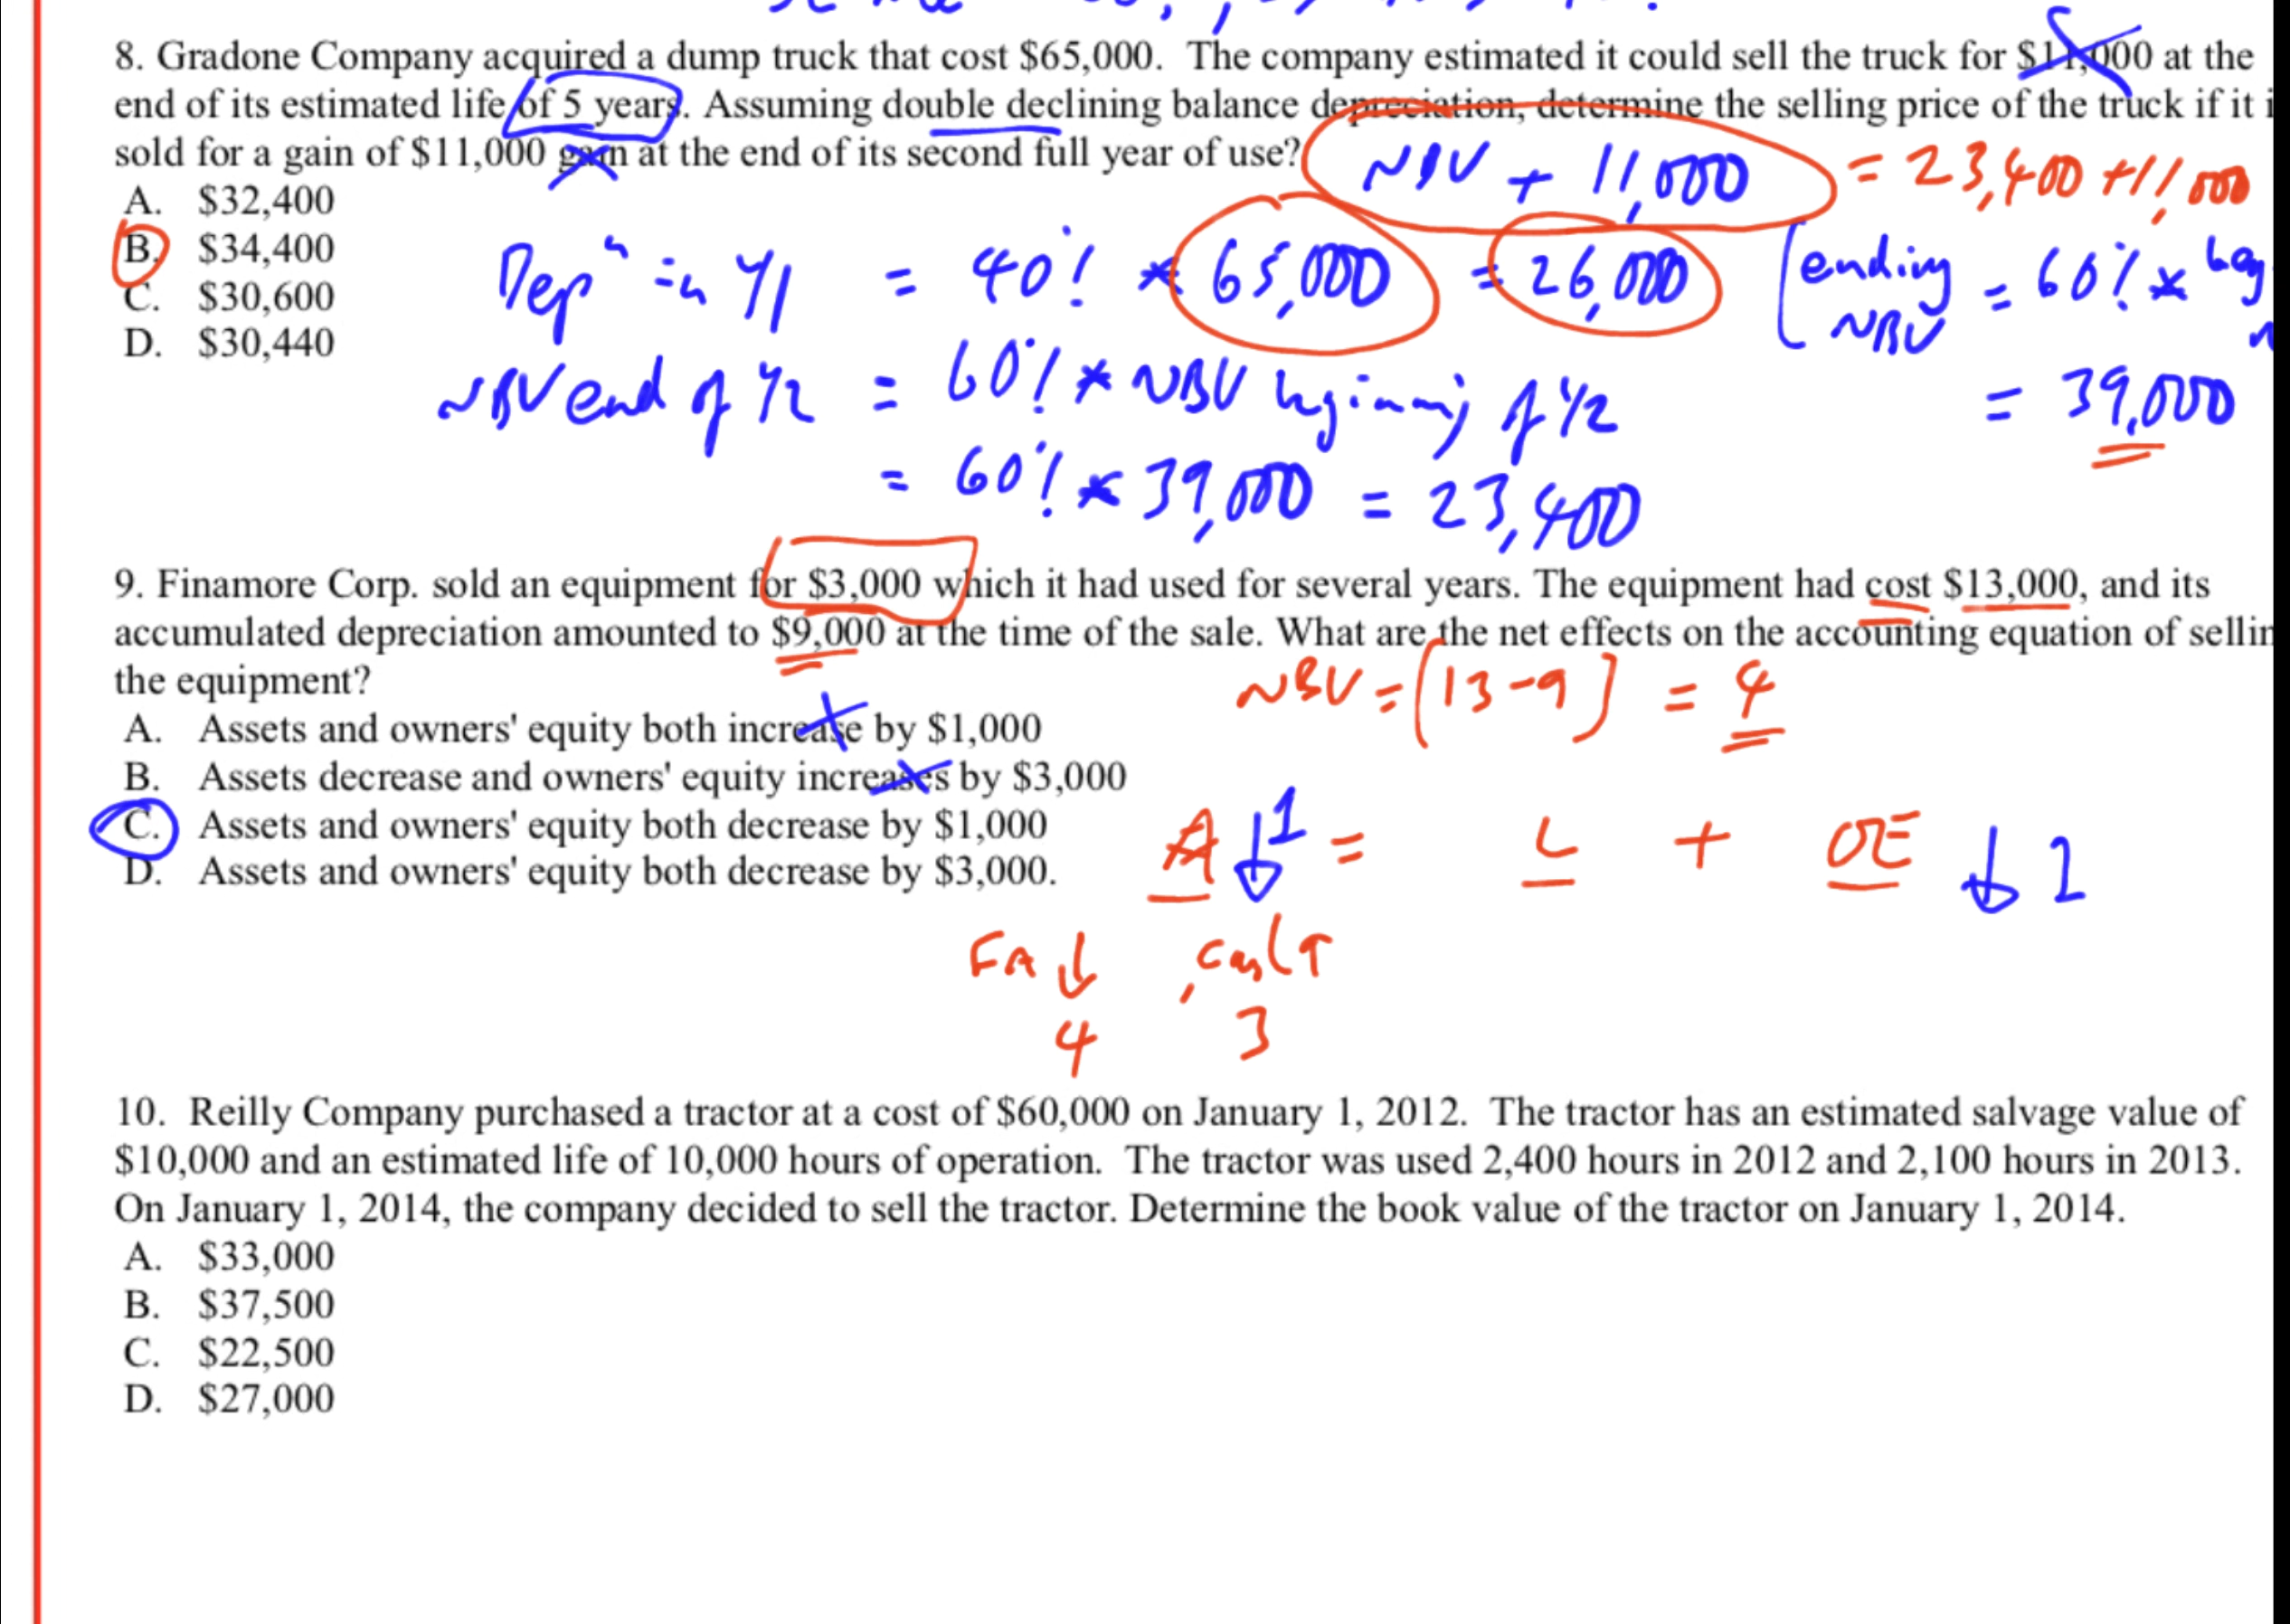 8. Gradone Company acquired a dump truck that cost $65,000. The company estimated it could sell the truck for $11,000 at the
end of its estimated life of 5 years. Assuming double declining balance depreciation, determine the selling price of the truck if it i
sold for a gain of $11,000 gain at the end of its second full year of use?
NBV + 11,000 = 23,400 + 11,000
A. $32,400
B. $34,400
C. $30,600
D. $30,440
Depn in Y1 = 40% * 65,000 = 26,000
[ending NBV = 60% * beg
= 39,000
NBV end of Y2 = 60% * NBV beginning of Y2
= 60% * 39,000 = 23,400
9. Finamore Corp. sold an equipment for $3,000 which it had used for several years. The equipment had cost $13,000, and its
accumulated depreciation amounted to $9,000 at the time of the sale. What are the net effects on the accounting equation of sellin
the equipment?
NBV = (13-9) = 4
A. Assets and owners' equity both increase by $1,000
B. Assets decrease and owners' equity increases by $3,000
C. Assets and owners' equity both decrease by $1,000
D. Assets and owners' equity both decrease by $3,000.
A ↓ 1 = L + OE ↓ 1
FA ↓ , cash ↑
4 3
10. Reilly Company purchased a tractor at a cost of $60,000 on January 1, 2012. The tractor has an estimated salvage value of
$10,000 and an estimated life of 10,000 hours of operation. The tractor was used 2,400 hours in 2012 and 2,100 hours in 2013.
On January 1, 2014, the company decided to sell the tractor. Determine the book value of the tractor on January 1, 2014.
A. $33,000
B. $37,500
C. $22,500
D. $27,000